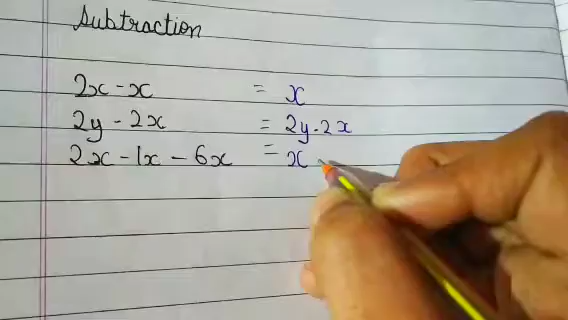 Subtraction
2x - x = x
2y - 2x = 2y - 2x
2x - 1x - 6x = x -